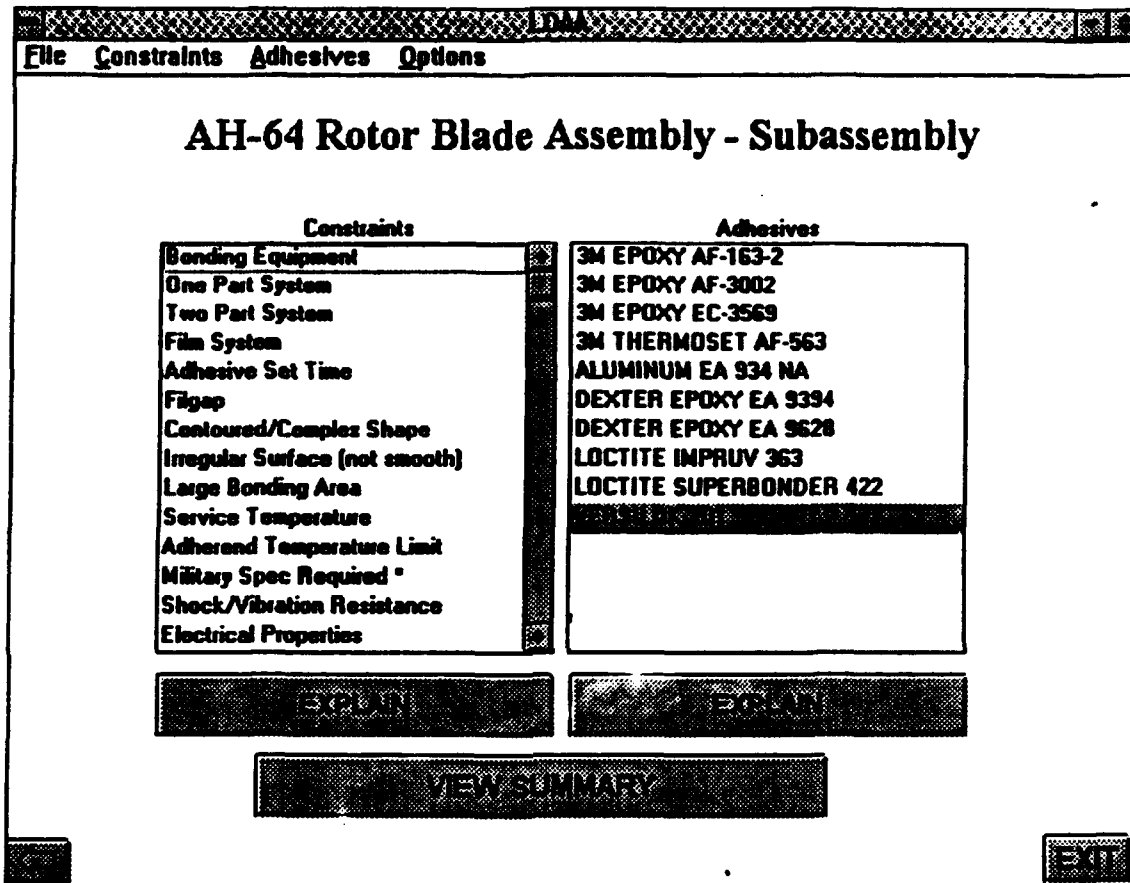 LDAA
File Constraints Adhesives Options
AH-64 Rotor Blade Assembly - Subassembly
Constraints
Bonding Equipment
One Part System
Two Part System
Film System
Adhesive Set Time
Filgap
Contoured/Complex Shape
Irregular Surface (not smooth)
Large Bonding Area
Service Temperature
Adherend Temperature Limit
Military Spec Required *
Shock/Vibration Resistance
Electrical Properties
Adhesives
3M EPOXY AF-163-2
3M EPOXY AF-3002
3M EPOXY EC-3569
3M THERMOSET AF-563
ALUMINUM EA 934 NA
DEXTER EPOXY EA 9394
DEXTER EPOXY EA 9628
LOCTITE IMPRUV 363
LOCTITE SUPERBONDER 422
EXPLAIN EXPLAIN
VIEW SUMMARY
EXIT